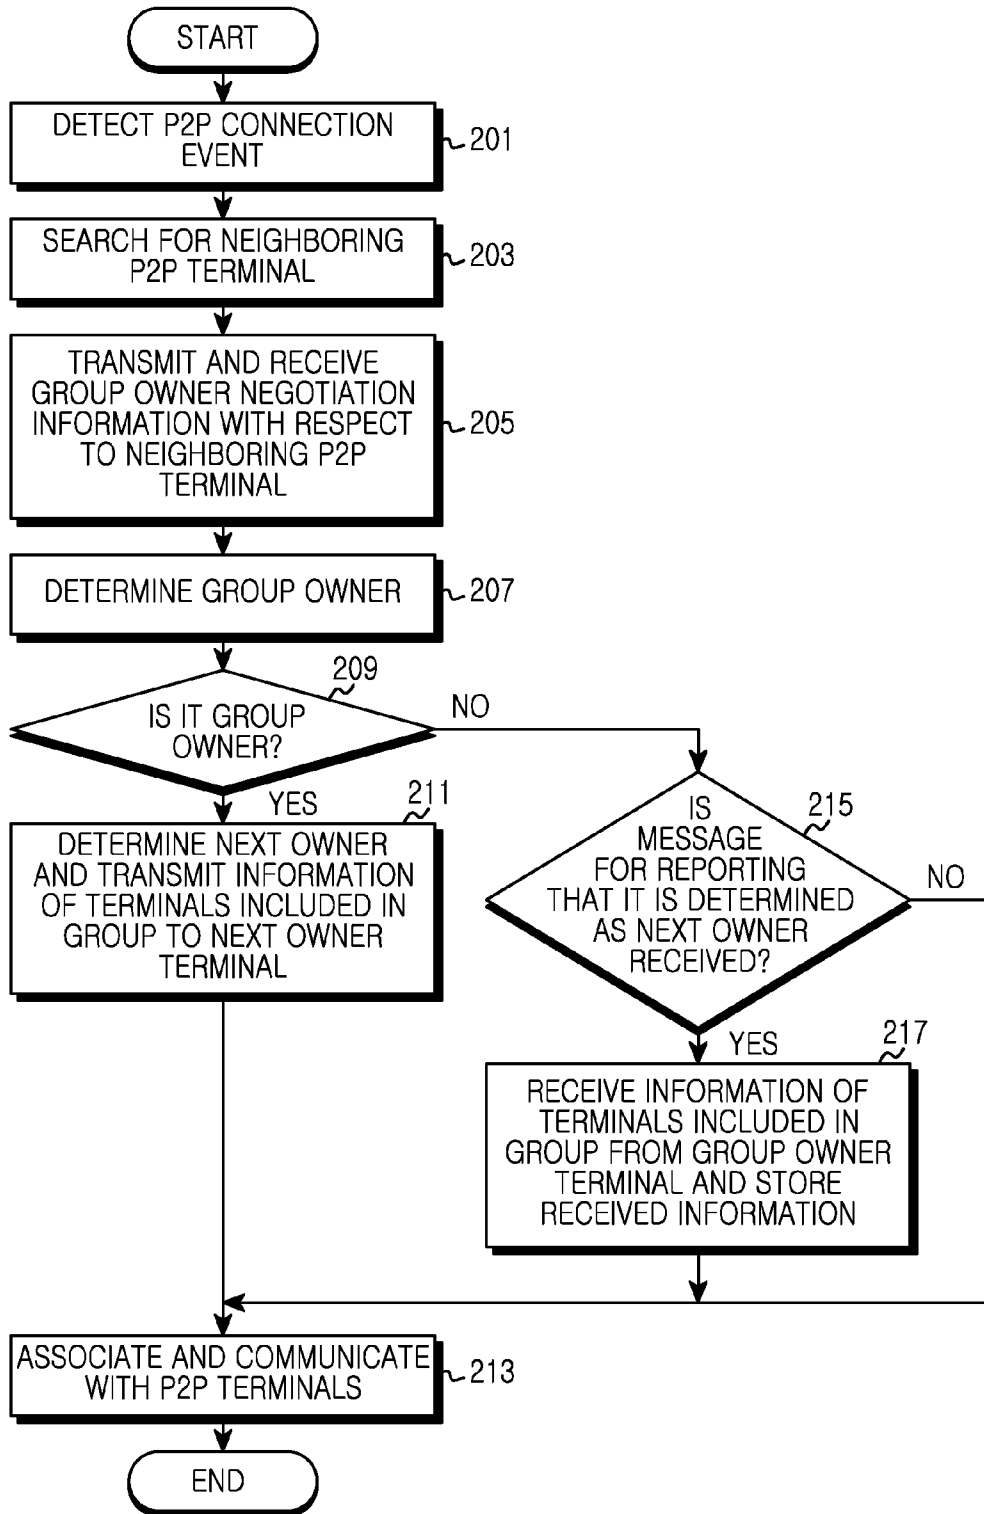 START
DETECT P2P CONNECTION
EVENT
201
SEARCH FOR NEIGHBORING
P2P TERMINAL
203
TRANSMIT AND RECEIVE
GROUP OWNER NEGOTIATION
INFORMATION WITH RESPECT
TO NEIGHBORING P2P
TERMINAL
205
DETERMINE GROUP OWNER
207
209
IS IT GROUP
OWNER?
NO
YES
211
DETERMINE NEXT OWNER
AND TRANSMIT INFORMATION
OF TERMINALS INCLUDED IN
GROUP TO NEXT OWNER
TERMINAL
215
IS
MESSAGE
FOR REPORTING
THAT IT IS DETERMINED
AS NEXT OWNER
RECEIVED?
NO
YES
217
RECEIVE INFORMATION OF
TERMINALS INCLUDED IN
GROUP FROM GROUP OWNER
TERMINAL AND STORE
RECEIVED INFORMATION
ASSOCIATE AND COMMUNICATE
WITH P2P TERMINALS
213
END